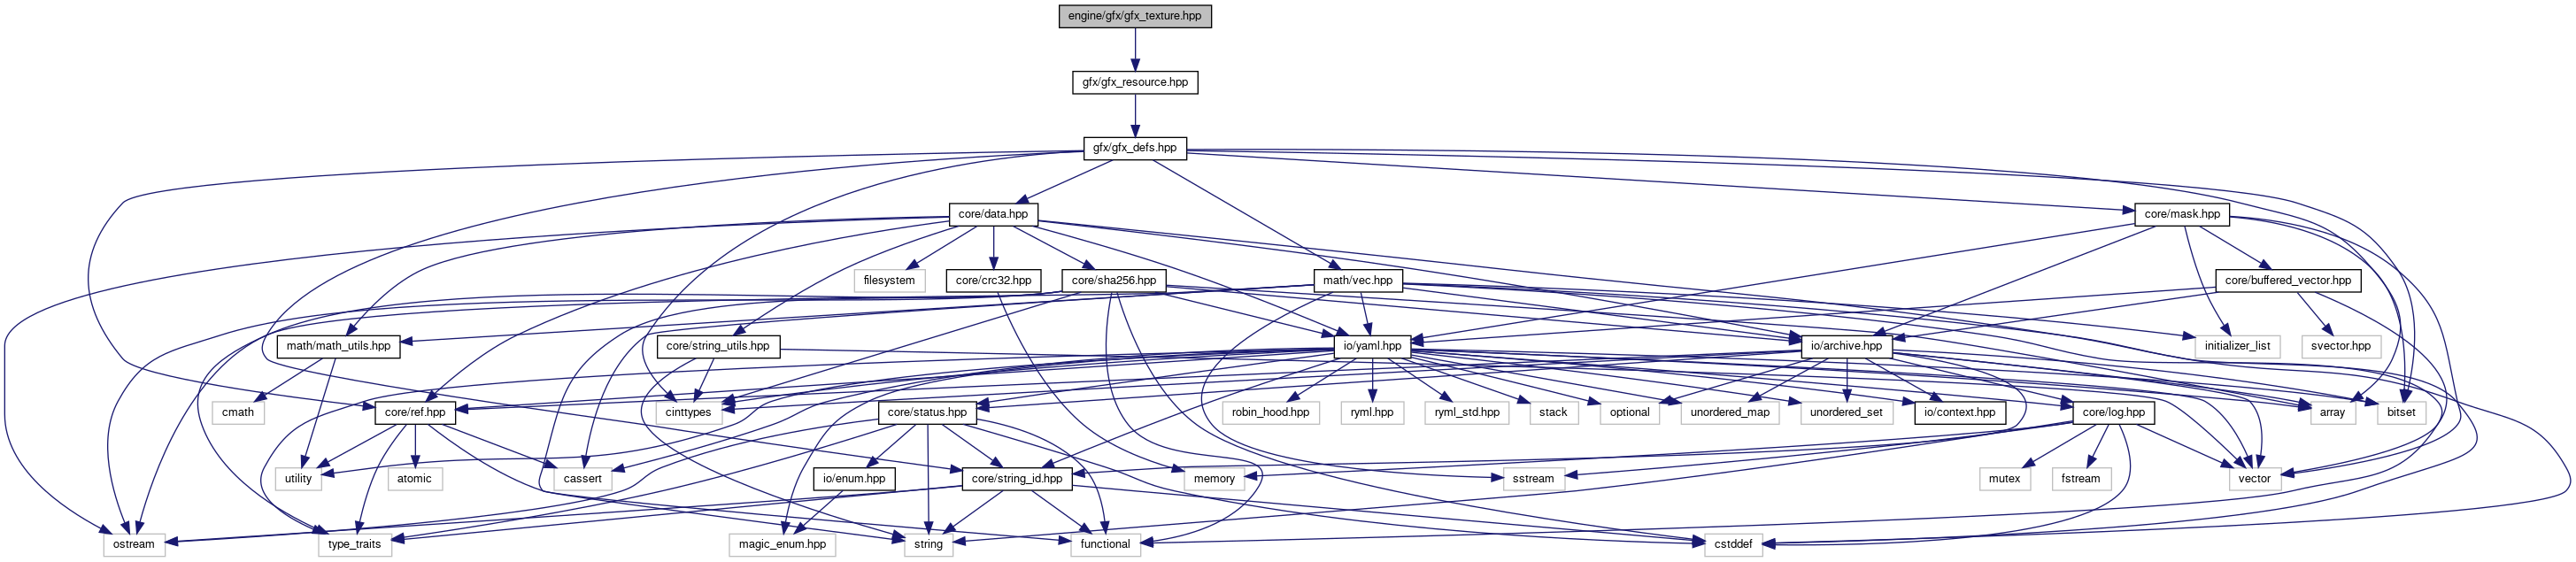 engine/gfx/gfx_texture.hpp
gfx/gfx_resource.hpp
gfx/gfx_defs.hpp
core/data.hpp
core/mask.hpp
filesystem
core/crc32.hpp
core/sha256.hpp
math/vec.hpp
core/buffered_vector.hpp
math/math_utils.hpp
core/string_utils.hpp
io/yaml.hpp
io/archive.hpp
initializer_list
svector.hpp
cmath
core/ref.hpp
cinttypes
core/status.hpp
robin_hood.hpp
ryml.hpp
ryml_std.hpp
stack
optional
unordered_map
unordered_set
io/context.hpp
core/log.hpp
array
bitset
utility
atomic
cassert
io/enum.hpp
core/string_id.hpp
memory
sstream
mutex
fstream
vector
ostream
type_traits
magic_enum.hpp
string
functional
cstddef